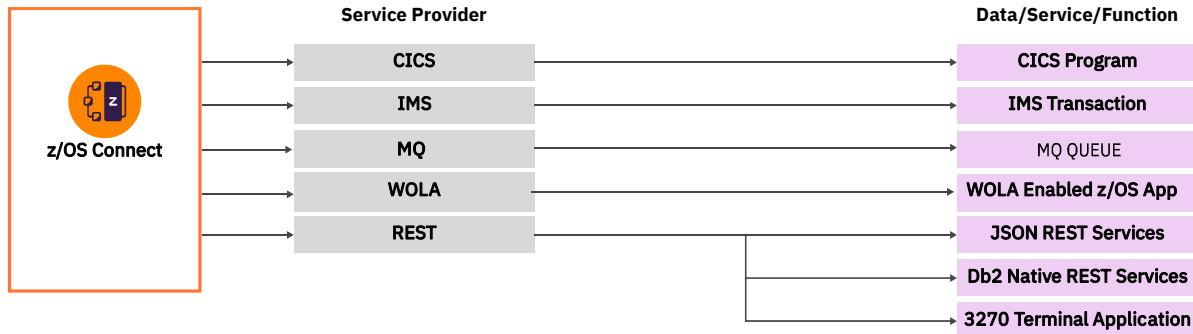 Service Provider
Data/Service/Function
CICS
CICS Program
IMS
IMS Transaction
z
z/OS Connect
MQ
MQ QUEUE
WOLA
WOLA Enabled z/OS App
REST
JSON REST Services
Db2 Native REST Services
3270 Terminal Application